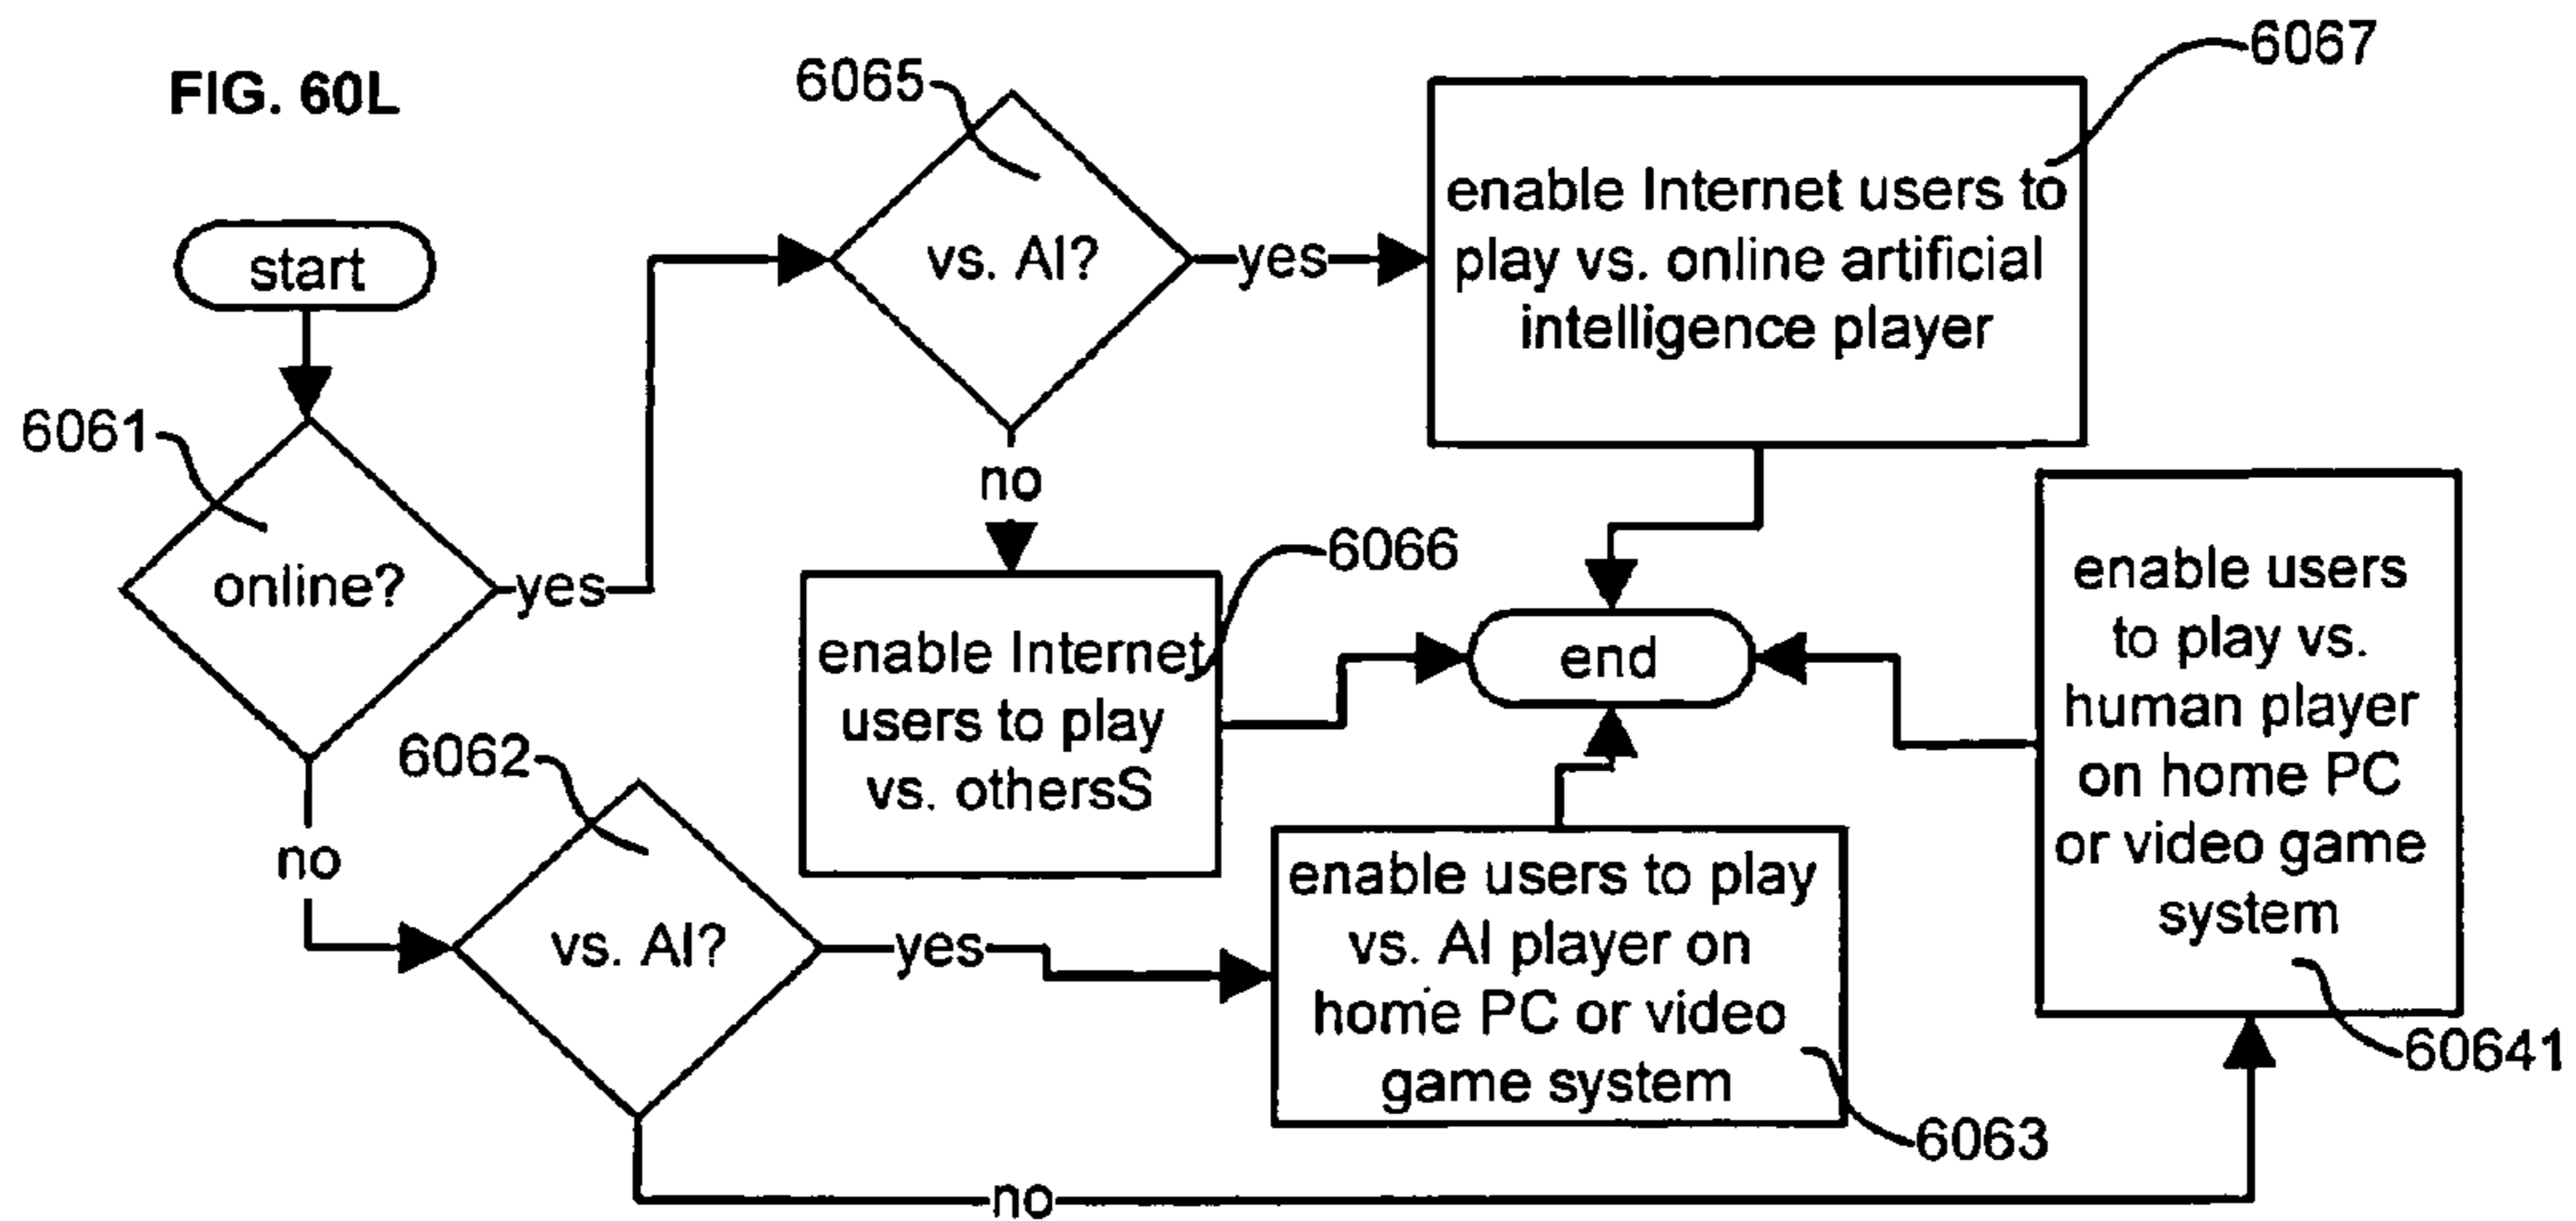 FIG. 60L
start
6061
online?
yes
no
6065
vs. AI?
yes
no
6067
enable Internet users to
play vs. online artificial
intelligence player
6066
enable Internet
users to play
vs. othersS
end
6062
vs. AI?
yes
no
enable users to play
vs. AI player on
home PC or video
game system
6063
enable users
to play vs.
human player
on home PC
or video game
system
60641